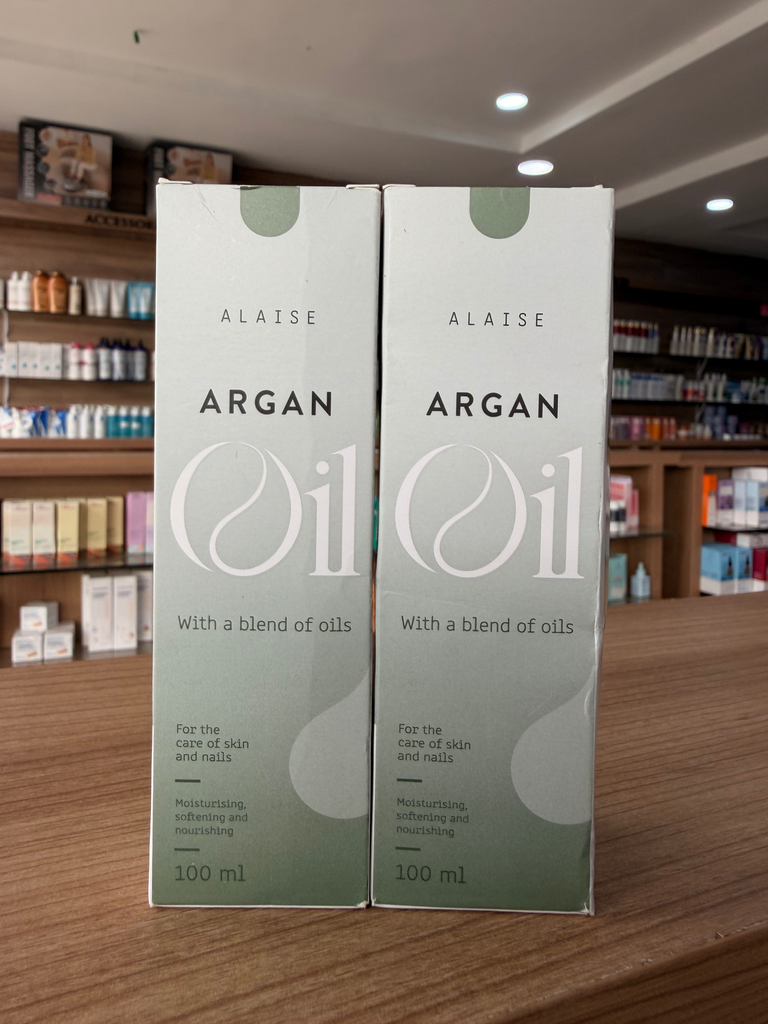 ACCESSOR
ALAISE
ARGAN
Oil
With a blend of oils
For the
care of skin
and nails
Moisturising,
softening and
nourishing
100 ml
ALAISE
ARGAN
Oil
With a blend of oils
For the
care of skin
and nails
Moisturising,
softening and
nourishing
100 ml